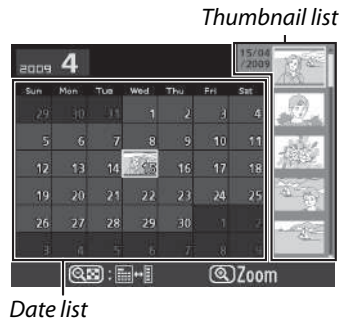 Thumbnail list
15/04
/2009
2009 4
Sun Mon Tue Wed Thu Fri Sat
29 30 31 1 2 3 4
5 6 7 8 9 10 11
12 13 14 15 16 17 18
19 20 21 22 23 24 25
26 27 28 29 30 1 2
3 4 5 6 7 8 9
: Zoom
Date list